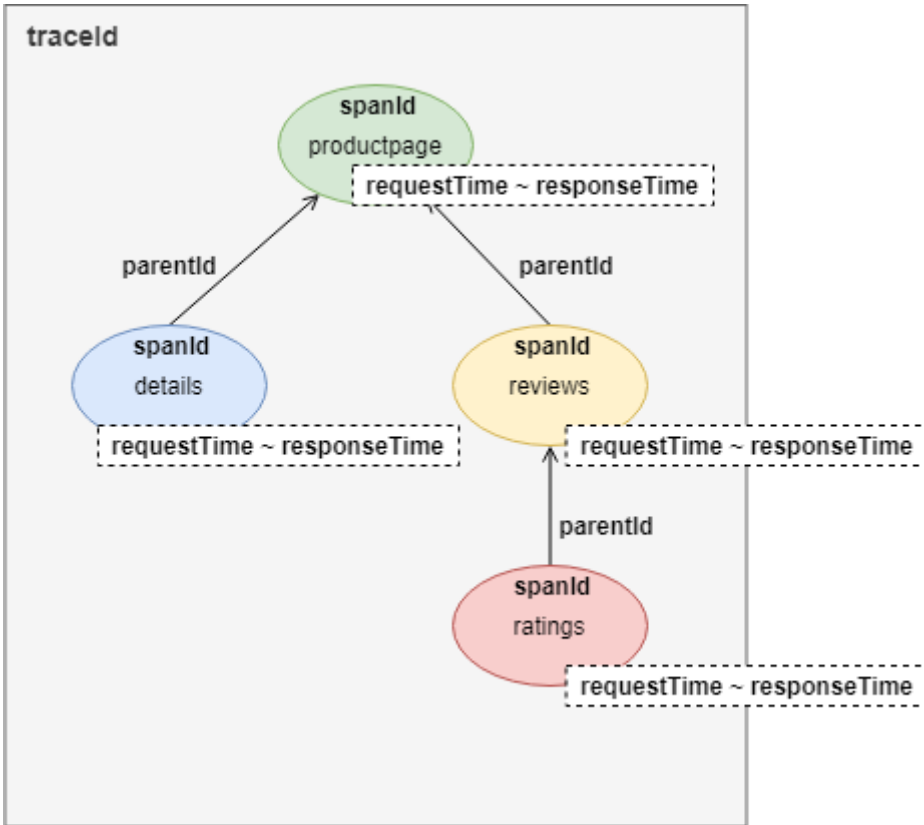 traceId
spanId
productpage
requestTime ~ responseTime
parentId
parentId
spanId
details
requestTime ~ responseTime
spanId
reviews
requestTime ~ responseTime
parentId
spanId
ratings
requestTime ~ responseTime